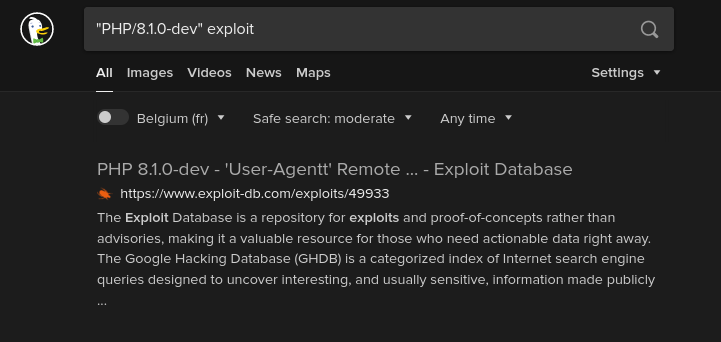 "PHP/8.1.0-dev" exploit
All Images Videos News Maps Settings
Belgium (fr) Safe search: moderate Any time
PHP 8.1.0-dev - 'User-Agentt' Remote ... - Exploit Database
https://www.exploit-db.com/exploits/49933
The Exploit Database is a repository for exploits and proof-of-concepts rather than
advisories, making it a valuable resource for those who need actionable data right away.
The Google Hacking Database (GHDB) is a categorized index of Internet search engine
queries designed to uncover interesting, and usually sensitive, information made publicly
...